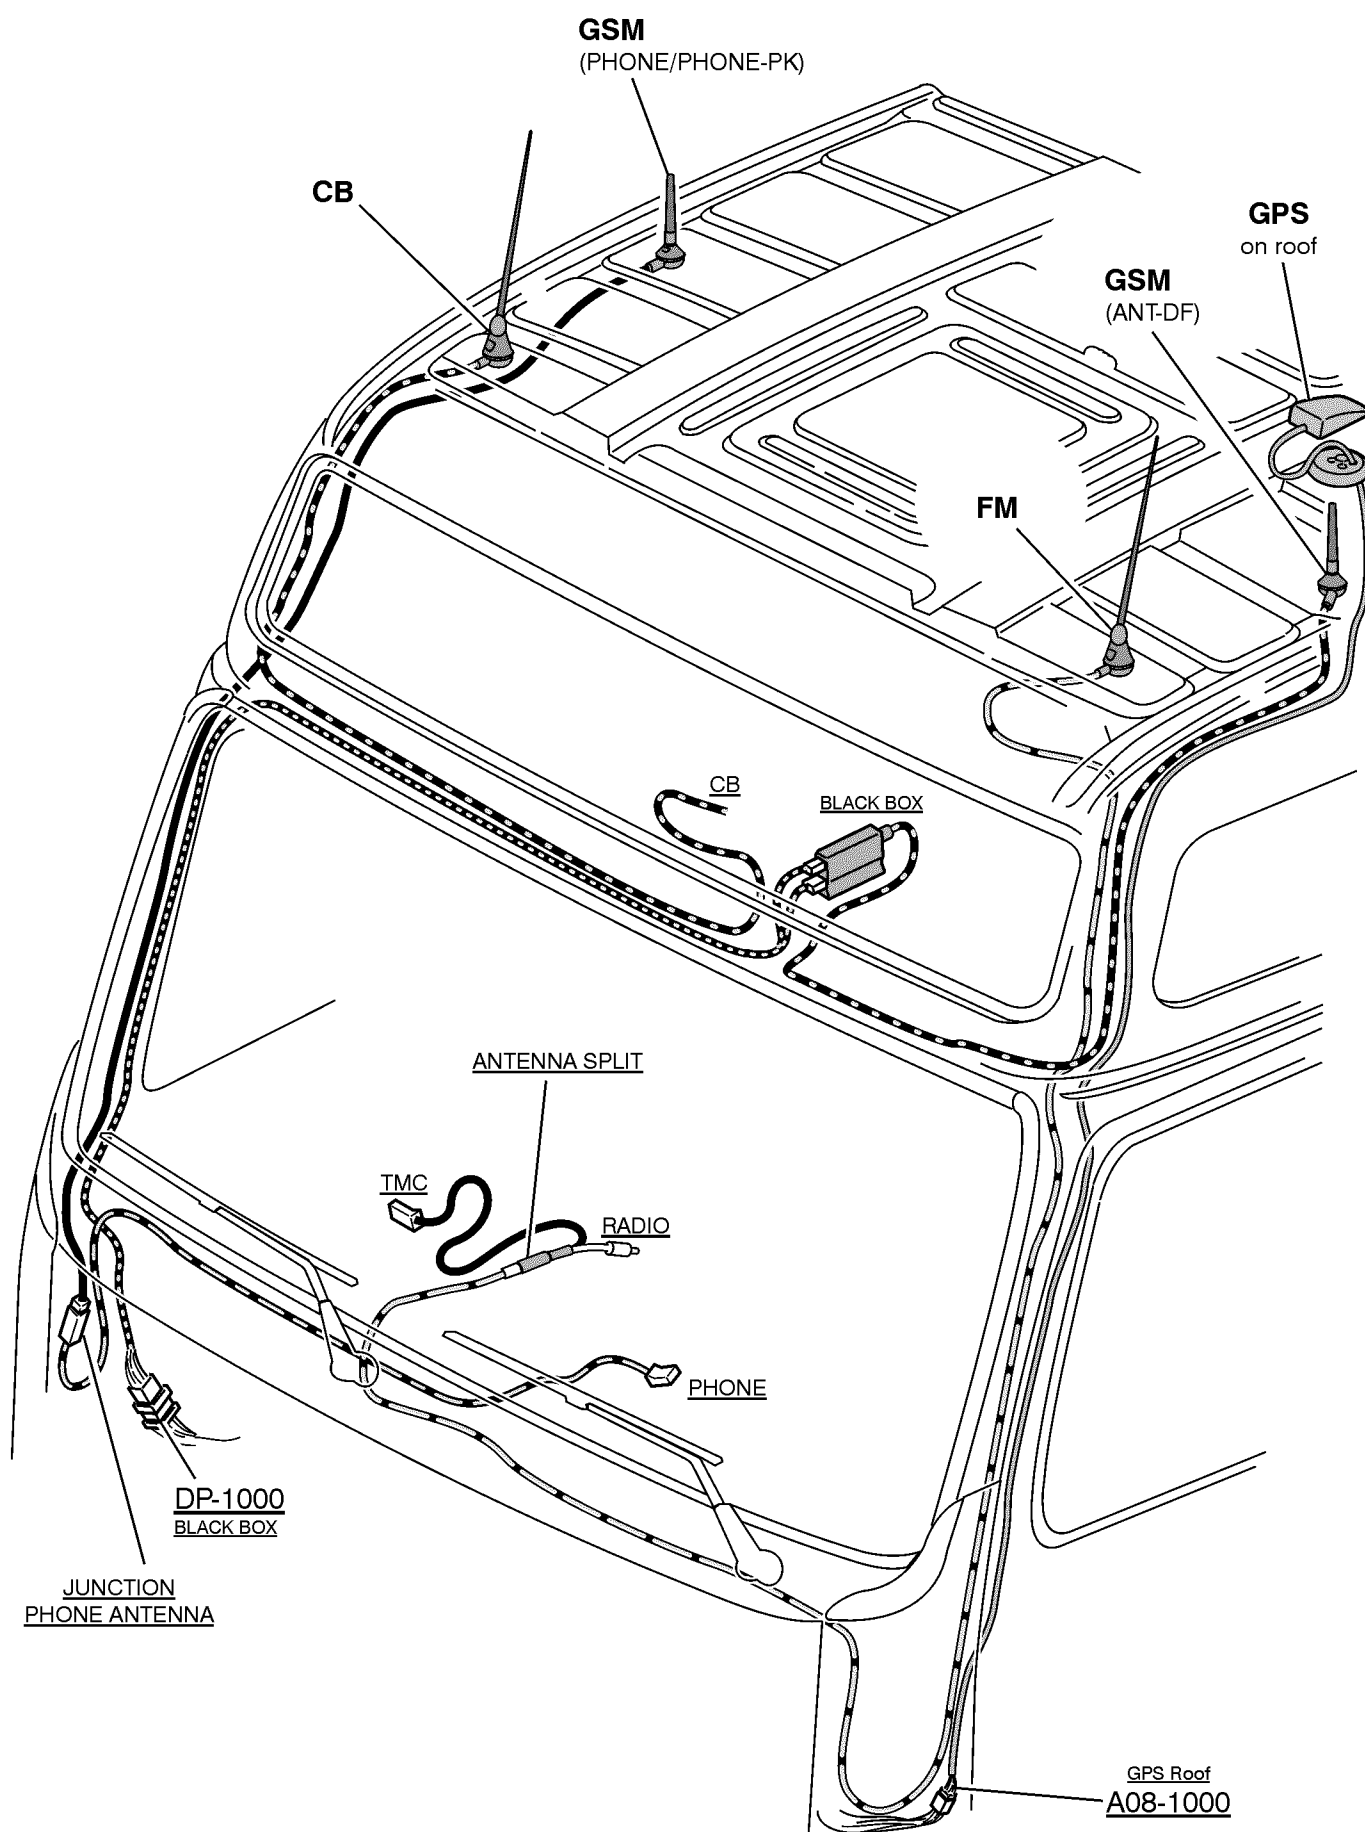 GSM
(PHONE/PHONE-PK)
CB
GPS
on roof
GSM
(ANT-DF)
FM
CB
BLACK BOX
ANTENNA SPLIT
TMC
RADIO
PHONE
DP-1000
BLACK BOX
JUNCTION
PHONE ANTENNA
GPS Roof
A08-1000